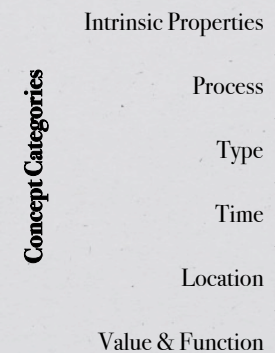 Concept Categories
Intrinsic Properties
Process
Type
Time
Location
Value & Function